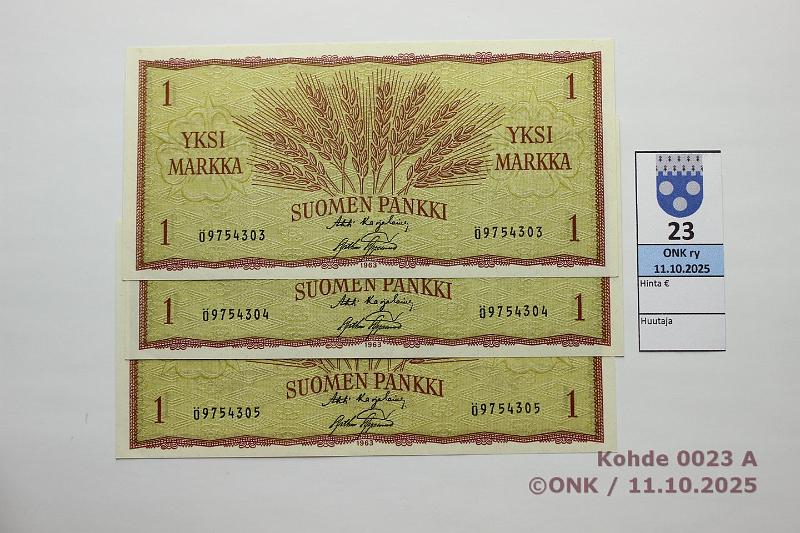 1 1
YKSI MARKKA
YKSI MARKKA
SUOMEN PANKKI
1 Ö9754303 Ö9754303 1
1963
SUOMEN PANKKI
1 Ö9754304 Ö9754304 1
1963
SUOMEN PANKKI
1 Ö9754305 Ö9754305 1
1963
23
ONK ry
11.10.2025
Hinta €
Huutaja
Kohde 0023 A
©ONK / 11.10.2025